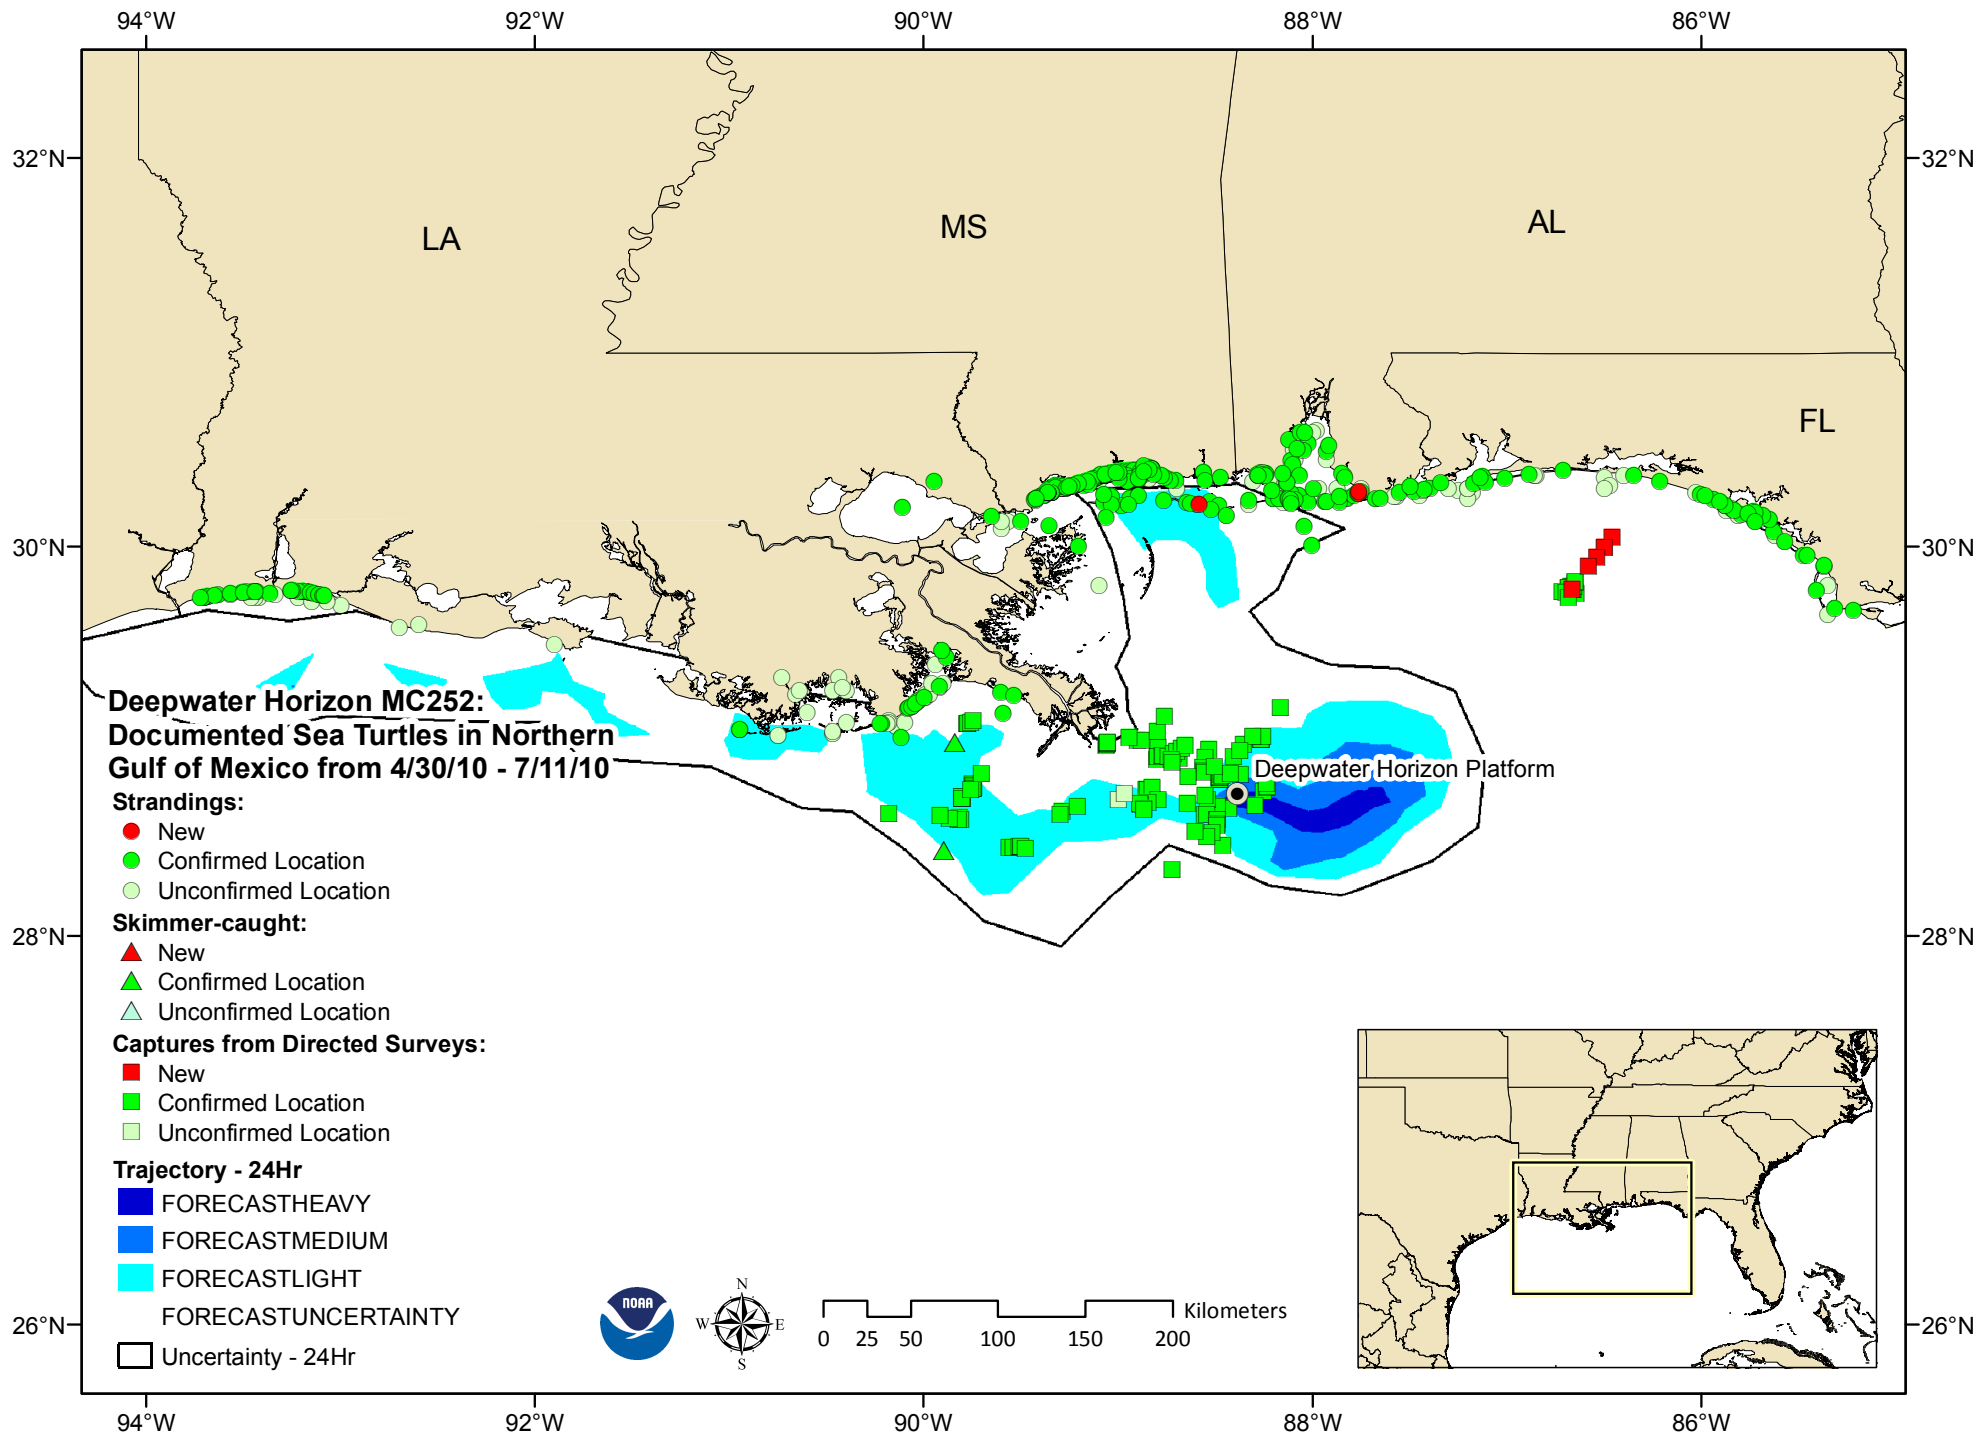 94°W 92°W 90°W 88°W 86°W
32°N 32°N
LA MS AL
FL
30°N 30°N
Deepwater Horizon MC252:
Documented Sea Turtles in Northern
Gulf of Mexico from 4/30/10 - 7/11/10
Deepwater Horizon Platform
Strandings:
New
Confirmed Location
Unconfirmed Location
Skimmer-caught:
28°N 28°N
New
Confirmed Location
Unconfirmed Location
Captures from Directed Surveys:
New
Confirmed Location
Unconfirmed Location
Trajectory - 24Hr
FORECASTHEAVY
FORECASTMEDIUM
FORECASTLIGHT
FORECASTUNCERTAINTY
Uncertainty - 24Hr
NOAA
N
W E
S
Kilometers
0 25 50 100 150 200
26°N 26°N
94°W 92°W 90°W 88°W 86°W